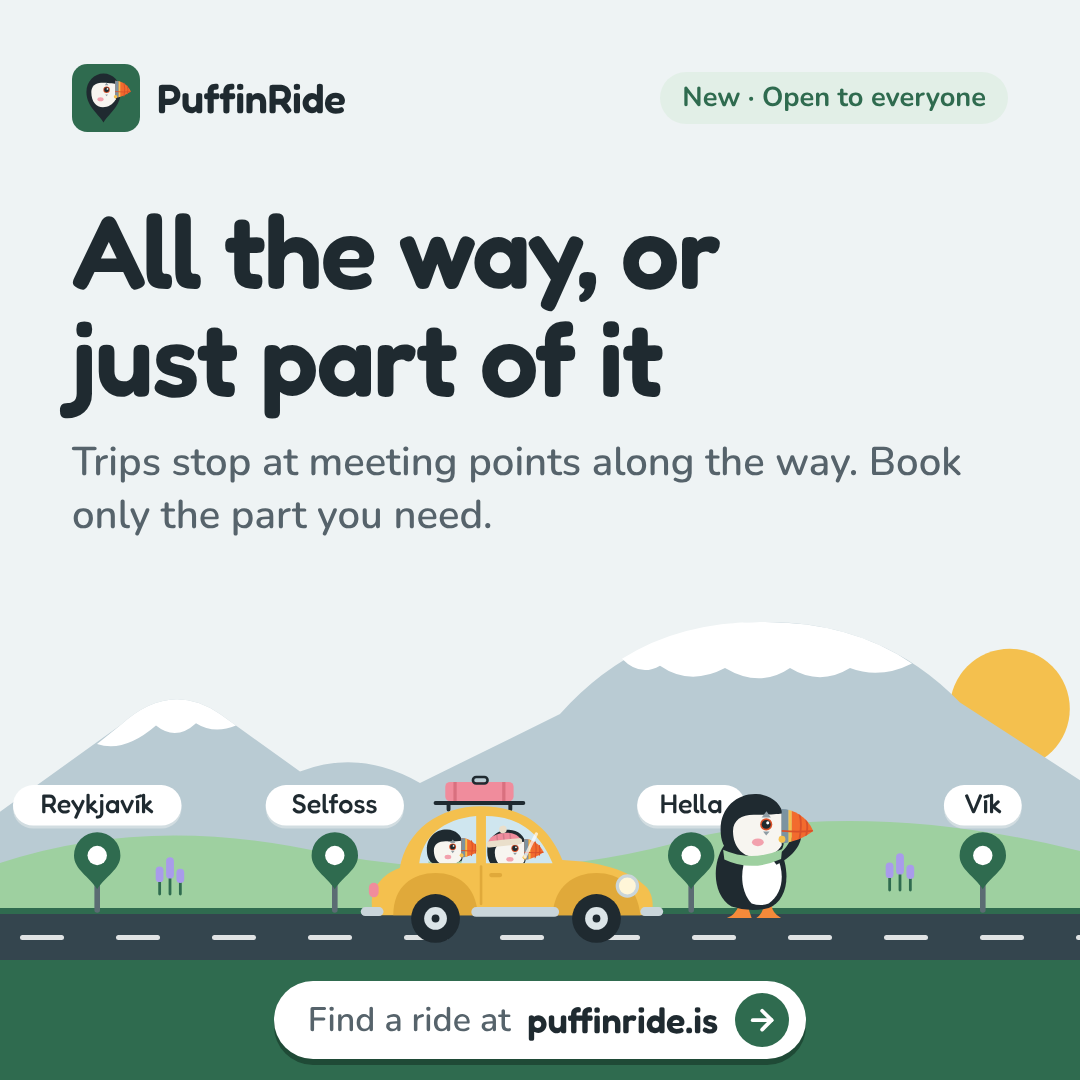 PuffinRide
New · Open to everyone
All the way, or
just part of it
Trips stop at meeting points along the way. Book
only the part you need.
Reykjavík
Selfoss
Hella
Vík
Find a ride at puffinride.is